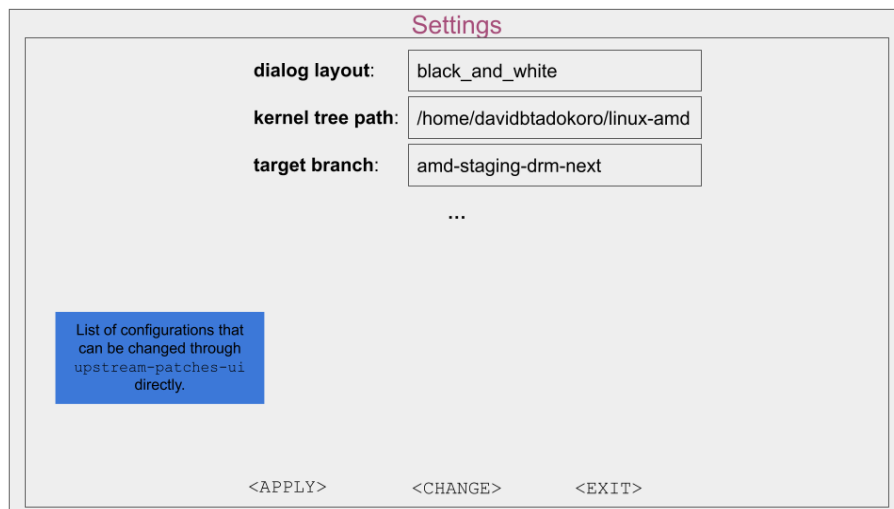 Settings
dialog layout: black_and_white
kernel tree path: /home/davidbtadokoro/linux-amd
target branch: amd-staging-drm-next
...
List of configurations that
can be changed through
upstream-patches-ui
directly.
<APPLY> <CHANGE> <EXIT>